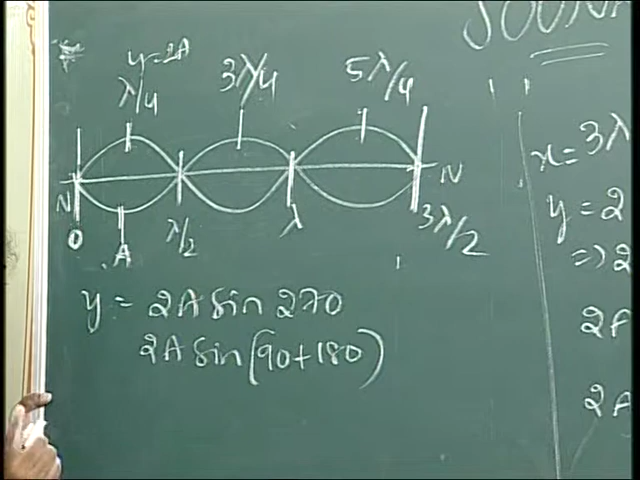 y=2A
λ/4
3λ/4
5λ/4
N
N
0
A
λ/2
λ
3λ/2
y = 2A sin 270
2A sin(90+180)
x = 3λ
y = 2
=> 2
2A